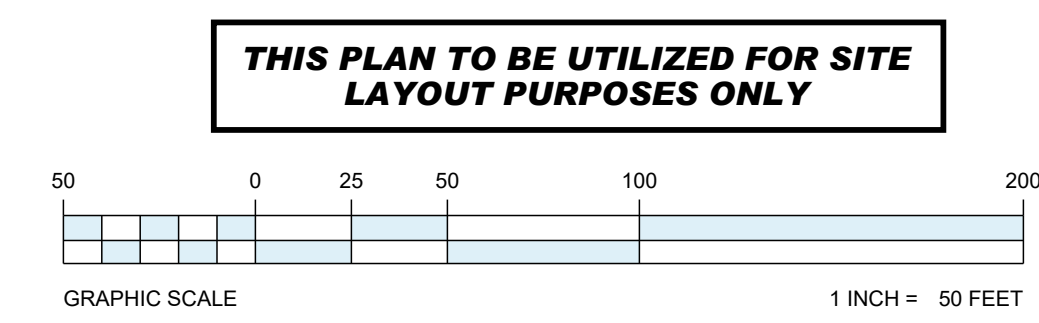 THIS PLAN TO BE UTILIZED FOR SITE
LAYOUT PURPOSES ONLY
50 0 25 50 100 200
GRAPHIC SCALE 1 INCH = 50 FEET